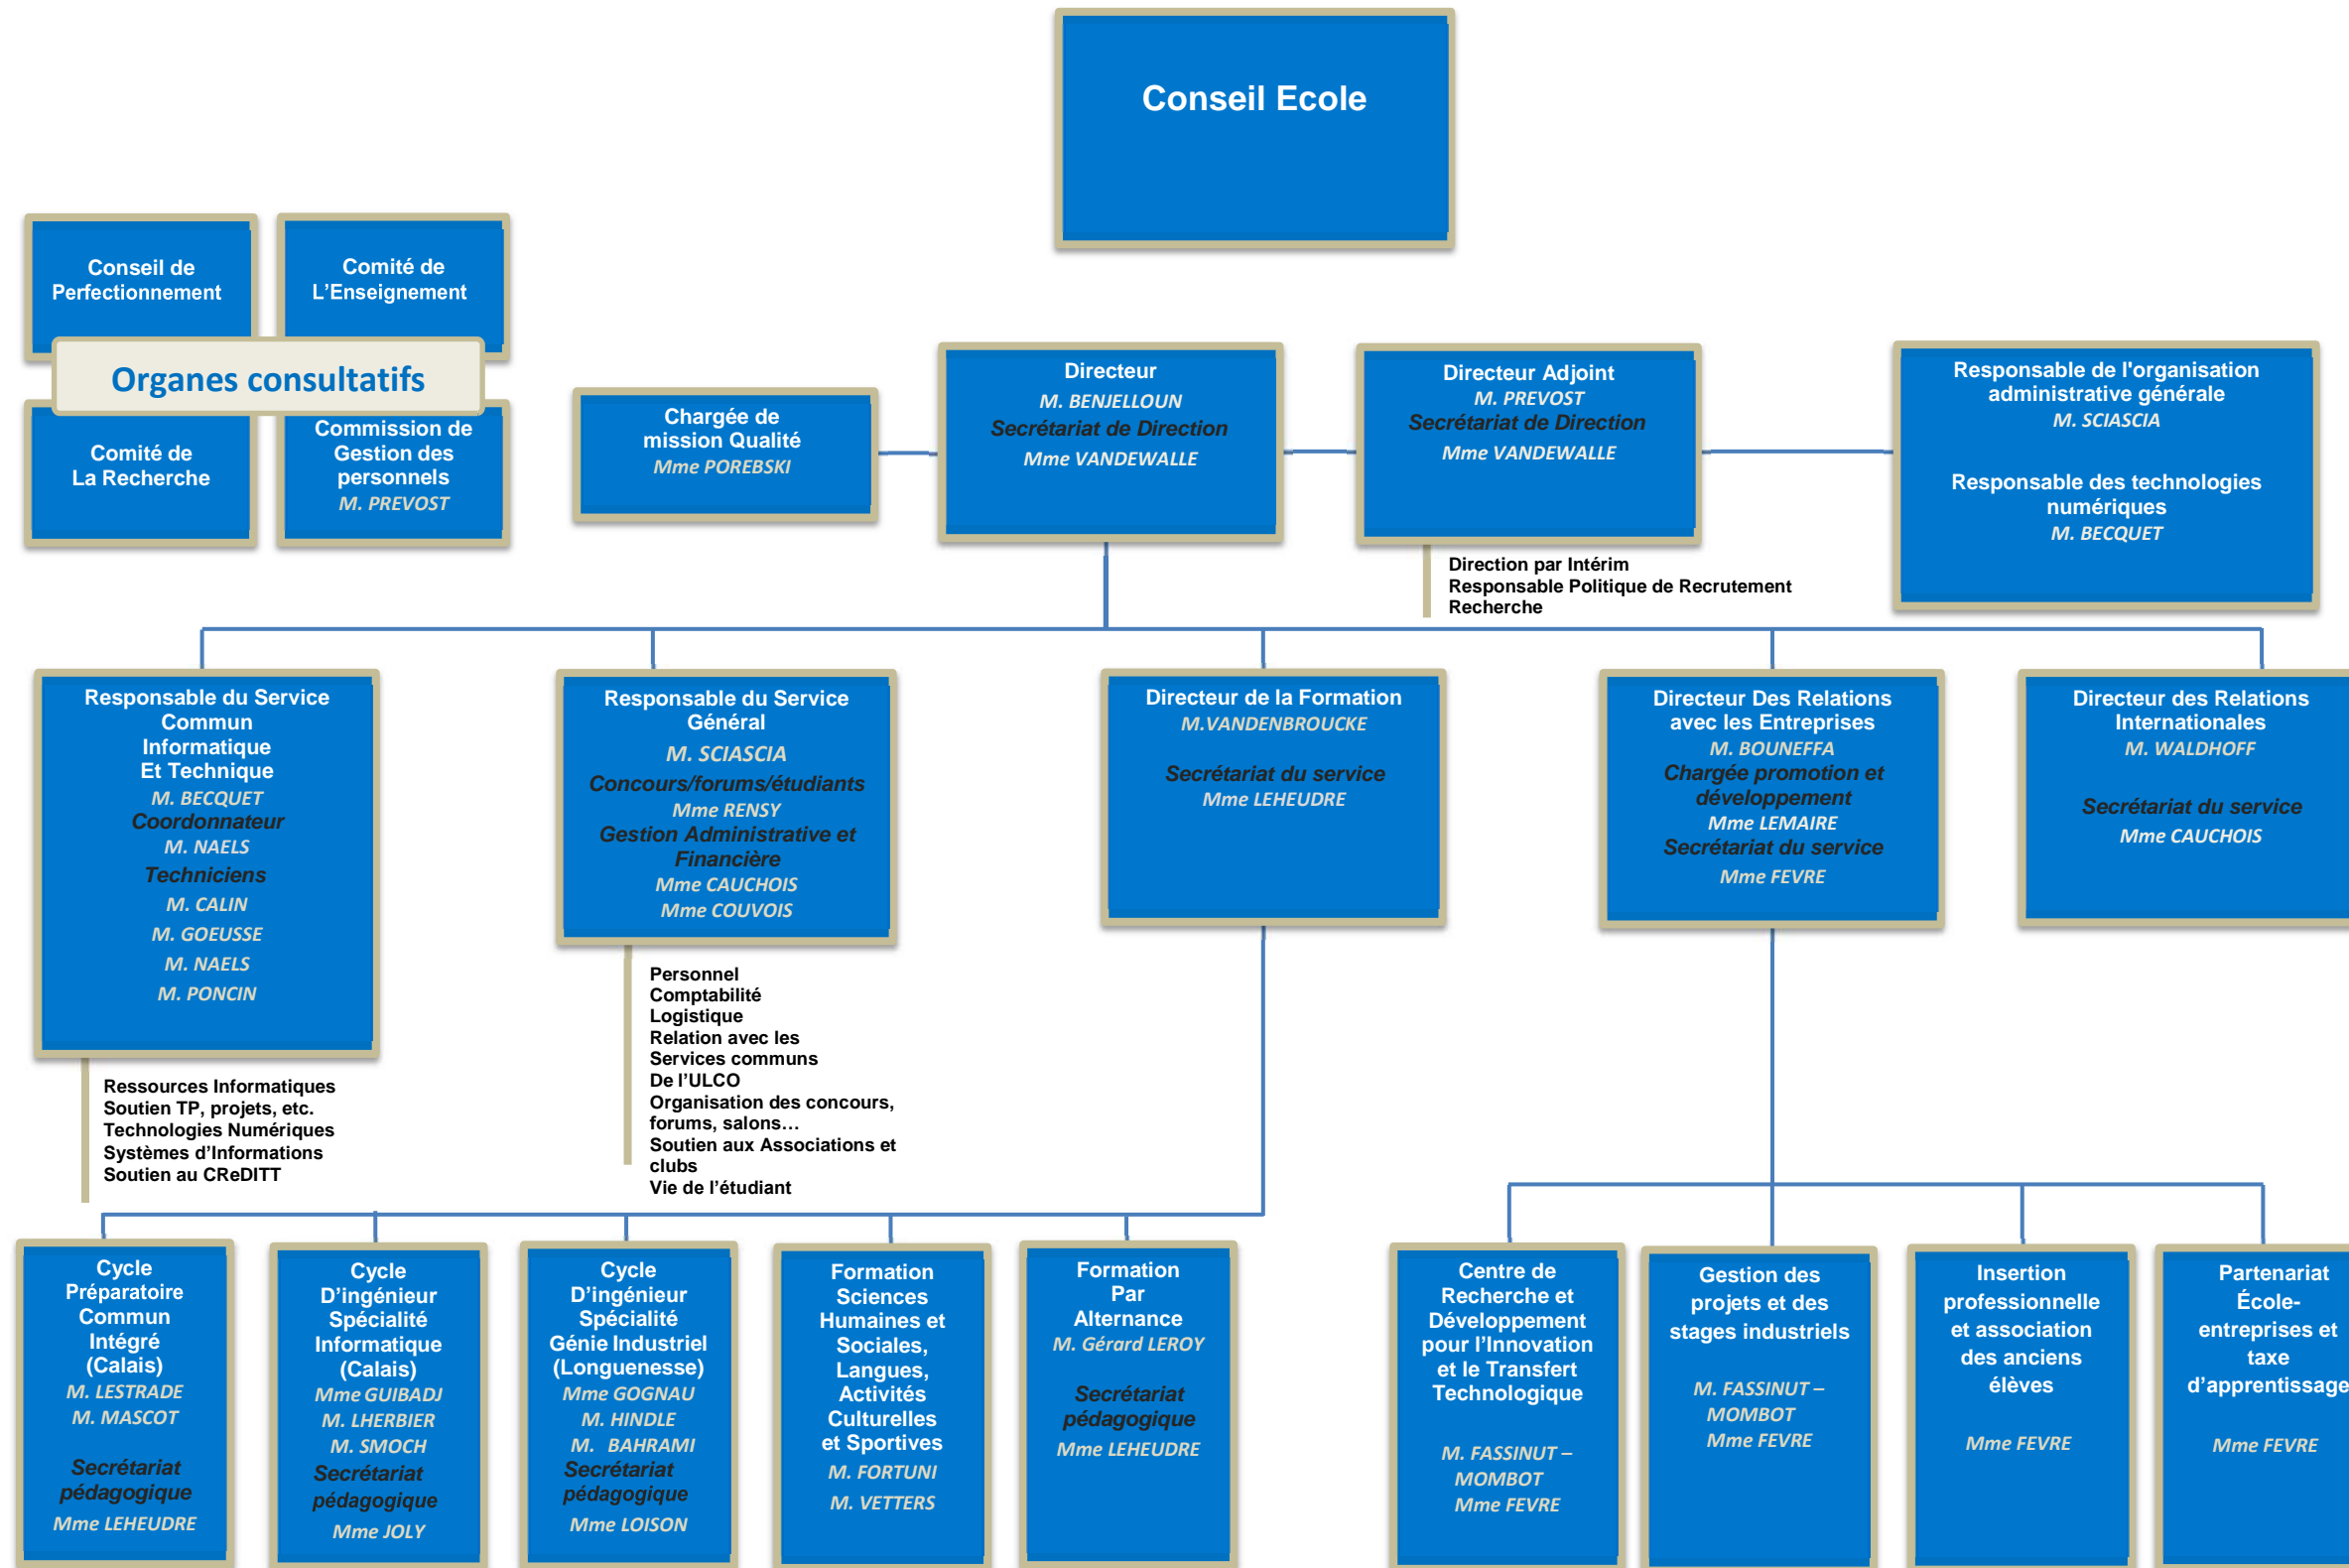 Conseil Ecole
Conseil de
Perfectionnement
Comité de
L’Enseignement
Organes consultatifs
Comité de
La Recherche
Commission de
Gestion des
personnels
M. PREVOST
Chargée de
mission Qualité
Mme POREBSKI
Directeur
M. BENJELLOUN
Secrétariat de Direction
Mme VANDEWALLE
Directeur Adjoint
M. PREVOST
Secrétariat de Direction
Mme VANDEWALLE
Responsable de l'organisation
administrative générale
M. SCIASCIA
Responsable des technologies
numériques
M. BECQUET
Direction par Intérim
Responsable Politique de Recrutement
Recherche
Responsable du Service
Commun
Informatique
Et Technique
M. BECQUET
Coordonnateur
M. NAELS
Techniciens
M. CALIN
M. GOEUSSE
M. NAELS
M. PONCIN
Responsable du Service
Général
M. SCIASCIA
Concours/forums/étudiants
Mme RENSY
Gestion Administrative et
Financière
Mme CAUCHOIS
Mme COUVOIS
Directeur de la Formation
M.VANDENBROUCKE
Secrétariat du service
Mme LEHEUDRE
Directeur Des Relations
avec les Entreprises
M. BOUNEFFA
Chargée promotion et
développement
Mme LEMAIRE
Secrétariat du service
Mme FEVRE
Directeur des Relations
Internationales
M. WALDHOFF
Secrétariat du service
Mme CAUCHOIS
Ressources Informatiques
Soutien TP, projets, etc.
Technologies Numériques
Systèmes d’Informations
Soutien au CReDITT
Personnel
Comptabilité
Logistique
Relation avec les
Services communs
De l’ULCO
Organisation des concours,
forums, salons…
Soutien aux Associations et
clubs
Vie de l’étudiant
Cycle
Préparatoire
Commun
Intégré
(Calais)
M. LESTRADE
M. MASCOT
Secrétariat
pédagogique
Mme LEHEUDRE
Cycle
D’ingénieur
Spécialité
Informatique
(Calais)
Mme GUIBADJ
M. LHERBIER
M. SMOCH
Secrétariat
pédagogique
Mme JOLY
Cycle
D’ingénieur
Spécialité
Génie Industriel
(Longuenesse)
Mme GOGNAU
M. HINDLE
M. BAHRAMI
Secrétariat
pédagogique
Mme LOISON
Formation
Sciences
Humaines et
Sociales,
Langues,
Activités
Culturelles
et Sportives
M. FORTUNI
M. VETTERS
Formation
Par
Alternance
M. Gérard LEROY
Secrétariat
pédagogique
Mme LEHEUDRE
Centre de
Recherche et
Développement
pour l’Innovation
et le Transfert
Technologique
M. FASSINUT –
MOMBOT
Mme FEVRE
Gestion des
projets et des
stages industriels
M. FASSINUT –
MOMBOT
Mme FEVRE
Insertion
professionnelle
et association
des anciens
élèves
Mme FEVRE
Partenariat
École-
entreprises et
taxe
d’apprentissage
Mme FEVRE